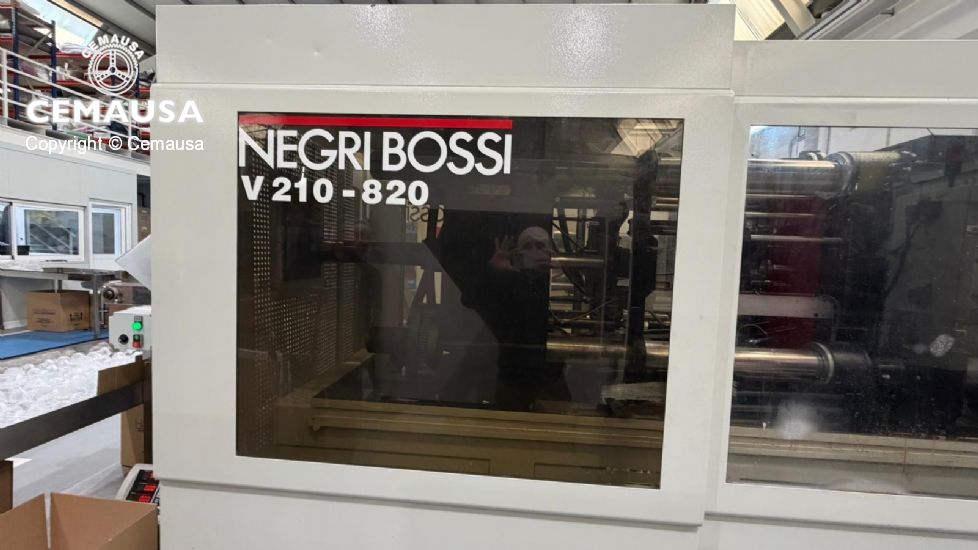 CEMAUSA
CEMAUSA
Copyright © Cemausa
NEGRI BOSSI
V 210 - 820